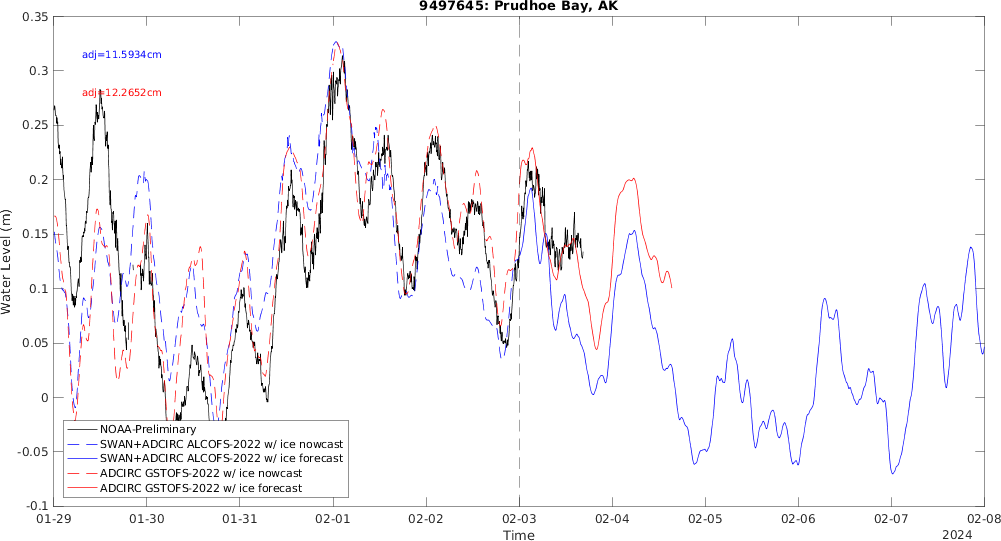 9497645: Prudhoe Bay, AK
0.35
0.3
0.25
0.2
0.15
0.1
0.05
0
-0.05
-0.1
Water Level (m)
adj=11.5934cm
adj=12.2652cm
NOAA-Preliminary
SWAN+ADCIRC ALCOFS-2022 w/ ice nowcast
SWAN+ADCIRC ALCOFS-2022 w/ ice forecast
ADCIRC GSTOFS-2022 w/ ice nowcast
ADCIRC GSTOFS-2022 w/ ice forecast
01-29 01-30 01-31 02-01 02-02 02-03 02-04 02-05 02-06 02-07 02-08
Time
2024